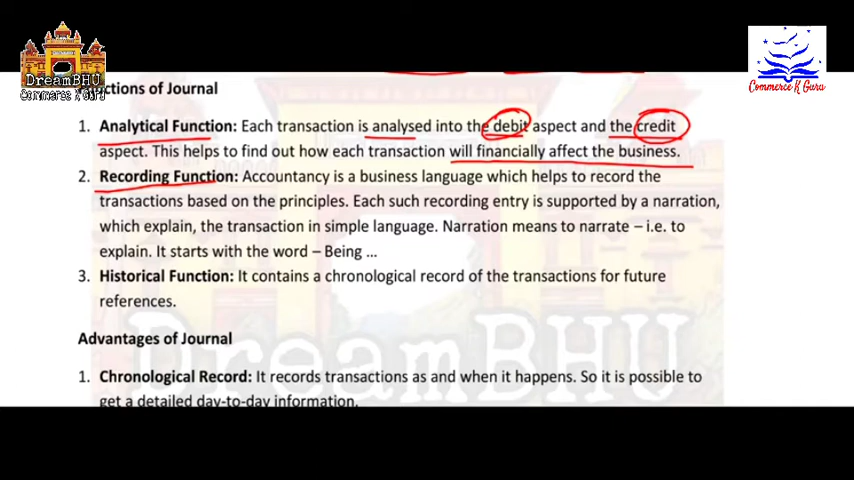 DreamBHU
Commerce K Guru
Commerce K Guru
ctions of Journal
1. Analytical Function: Each transaction is analysed into the debit aspect and the credit
aspect. This helps to find out how each transaction will financially affect the business.
2. Recording Function: Accountancy is a business language which helps to record the
transactions based on the principles. Each such recording entry is supported by a narration,
which explain, the transaction in simple language. Narration means to narrate – i.e. to
explain. It starts with the word – Being ...
3. Historical Function: It contains a chronological record of the transactions for future
references.
Advantages of Journal
1. Chronological Record: It records transactions as and when it happens. So it is possible to
get a detailed day-to-day information.
DreamBHU